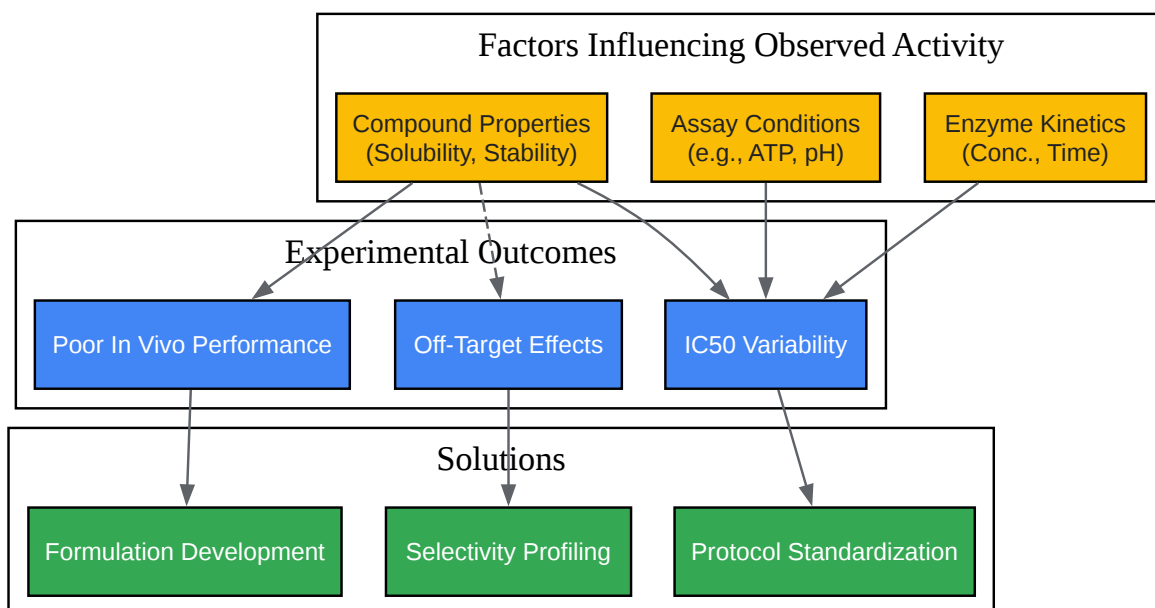 Factors Influencing Observed Activity
Compound Properties
(Solubility, Stability)
Assay Conditions
(e.g., ATP, pH)
Enzyme Kinetics
(Conc., Time)
Experimental Outcomes
Poor In Vivo Performance
Off-Target Effects
IC50 Variability
Solutions
Formulation Development
Selectivity Profiling
Protocol Standardization